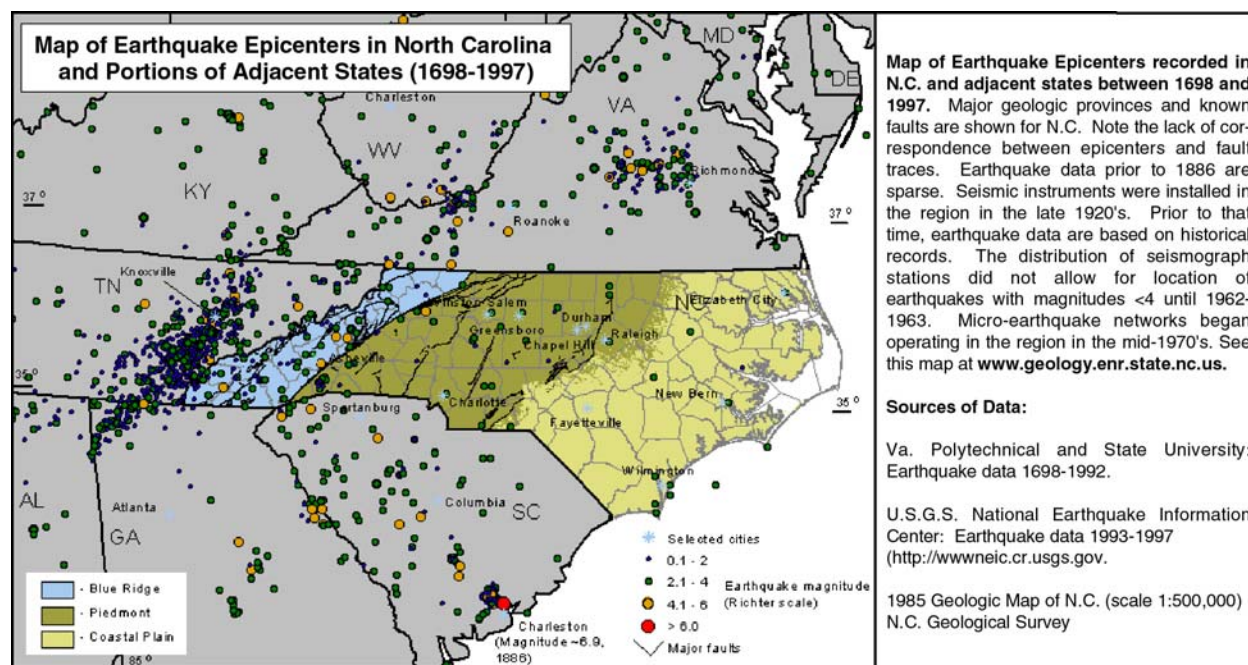 Map of Earthquake Epicenters in North Carolina
and Portions of Adjacent States (1698-1997)
MD
DE
Charleston
VA
WV
KY
Richmond
37 º
37 º
Roanoke
Knoxville
TN
NC
Elizabeth City
Winston-Salem
Durham
Greensboro
Raleigh
Chapel Hill
Asheville
35 º
35 º
New Bern
Spartanburg
Charlotte
Fayetteville
Wilmington
AL
Atlanta
GA
Columbia
SC
Selected cities
0.1 - 2
2.1 - 4
4.1 - 6
> 6.0
Earthquake magnitude
(Richter scale)
Major faults
- Blue Ridge
- Piedmont
- Coastal Plain
Charleston
(Magnitude ~6.9,
1886)
85 º
Map of Earthquake Epicenters recorded in
N.C. and adjacent states between 1698 and
1997. Major geologic provinces and known
faults are shown for N.C. Note the lack of cor-
respondence between epicenters and fault
traces. Earthquake data prior to 1886 are
sparse. Seismic instruments were installed in
the region in the late 1920's. Prior to that
time, earthquake data are based on historical
records. The distribution of seismograph
stations did not allow for location of
earthquakes with magnitudes <4 until 1962-
1963. Micro-earthquake networks began
operating in the region in the mid-1970's. See
this map at www.geology.enr.state.nc.us.
Sources of Data:
Va. Polytechnical and State University:
Earthquake data 1698-1992.
U.S.G.S. National Earthquake Information
Center: Earthquake data 1993-1997
(http://wwwneic.cr.usgs.gov.
1985 Geologic Map of N.C. (scale 1:500,000)
N.C. Geological Survey